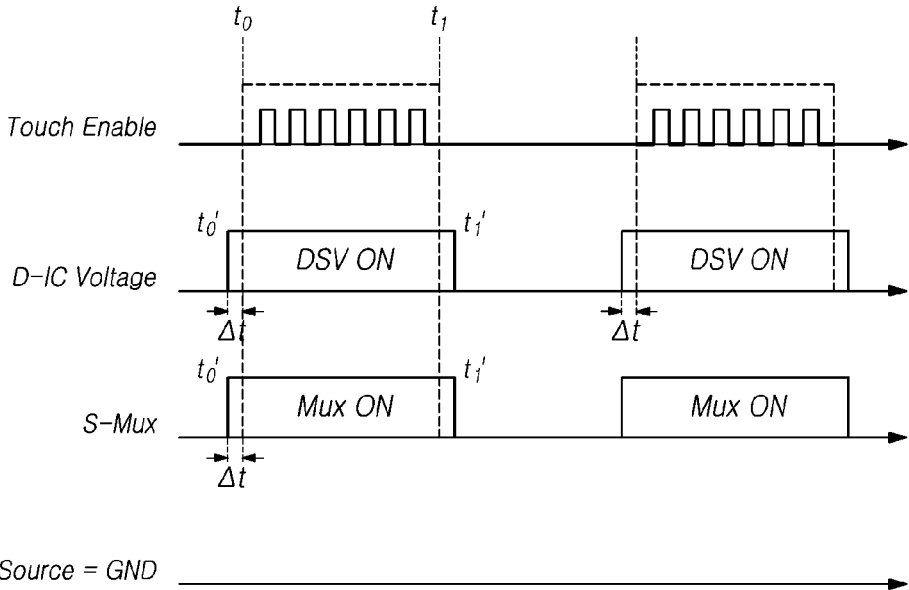 t0 t1
Touch Enable
t0' t1'
DSV ON DSV ON
D-IC Voltage
Δt Δt
t0' t1'
Mux ON Mux ON
S-Mux
Δt
Source = GND